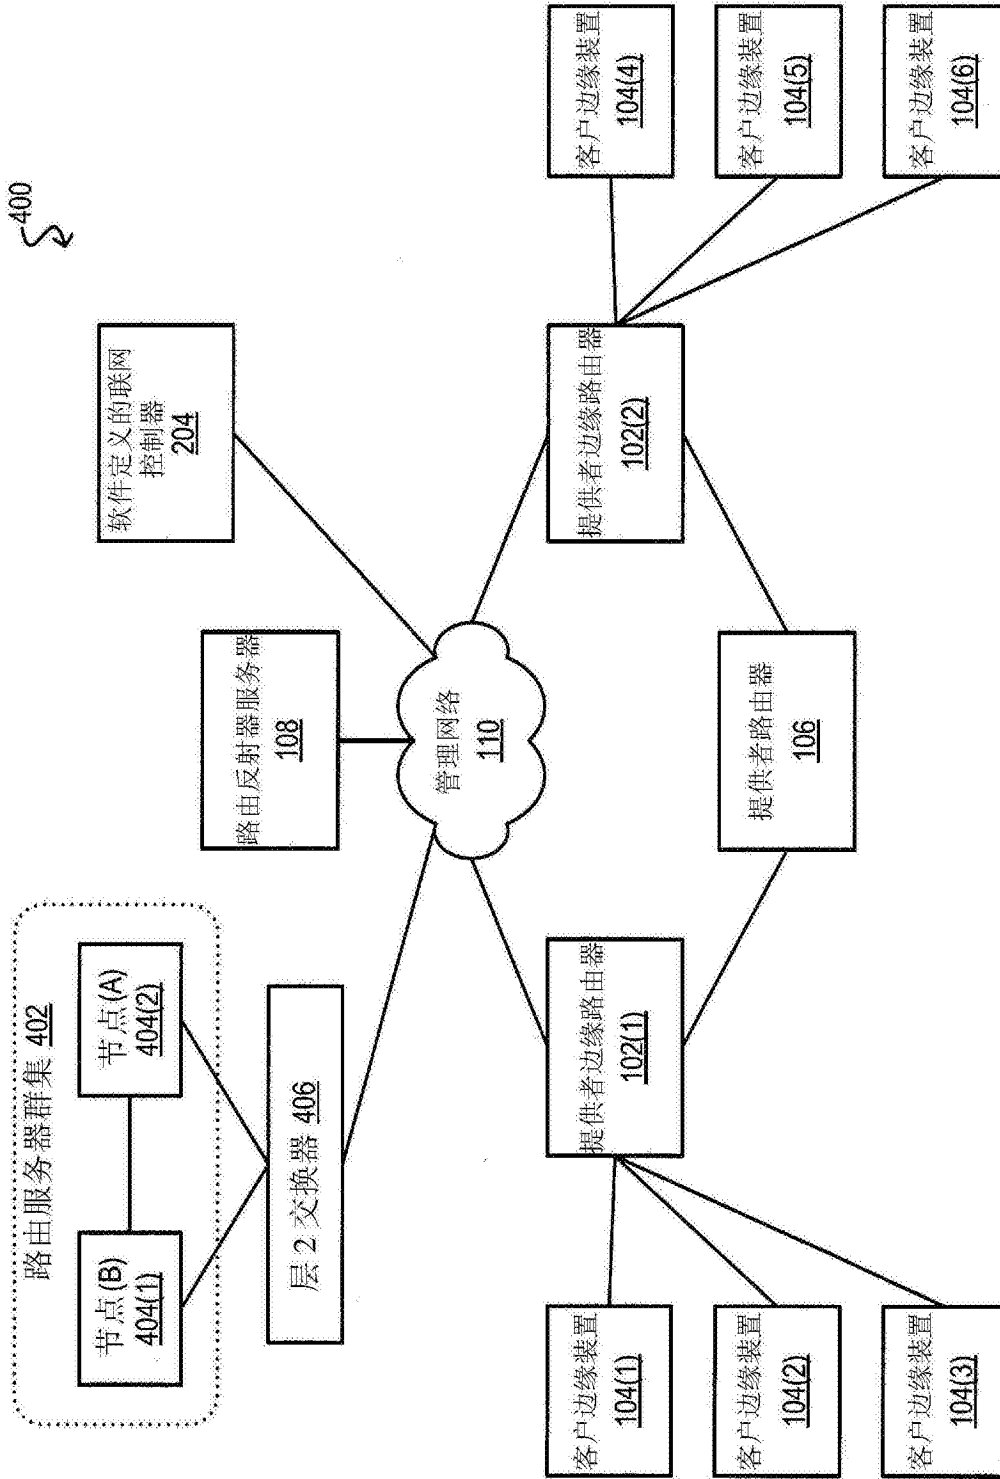 400
路由服务器群集 402
节点(B)
404(1)
节点(A)
404(2)
层 2 交换器 406
路由反射器服务器
108
软件定义的联网
控制器
204
管理网络
110
提供者边缘路由器
102(1)
提供者边缘路由器
102(2)
提供者路由器
106
客户边缘装置
104(1)
客户边缘装置
104(2)
客户边缘装置
104(3)
客户边缘装置
104(4)
客户边缘装置
104(5)
客户边缘装置
104(6)